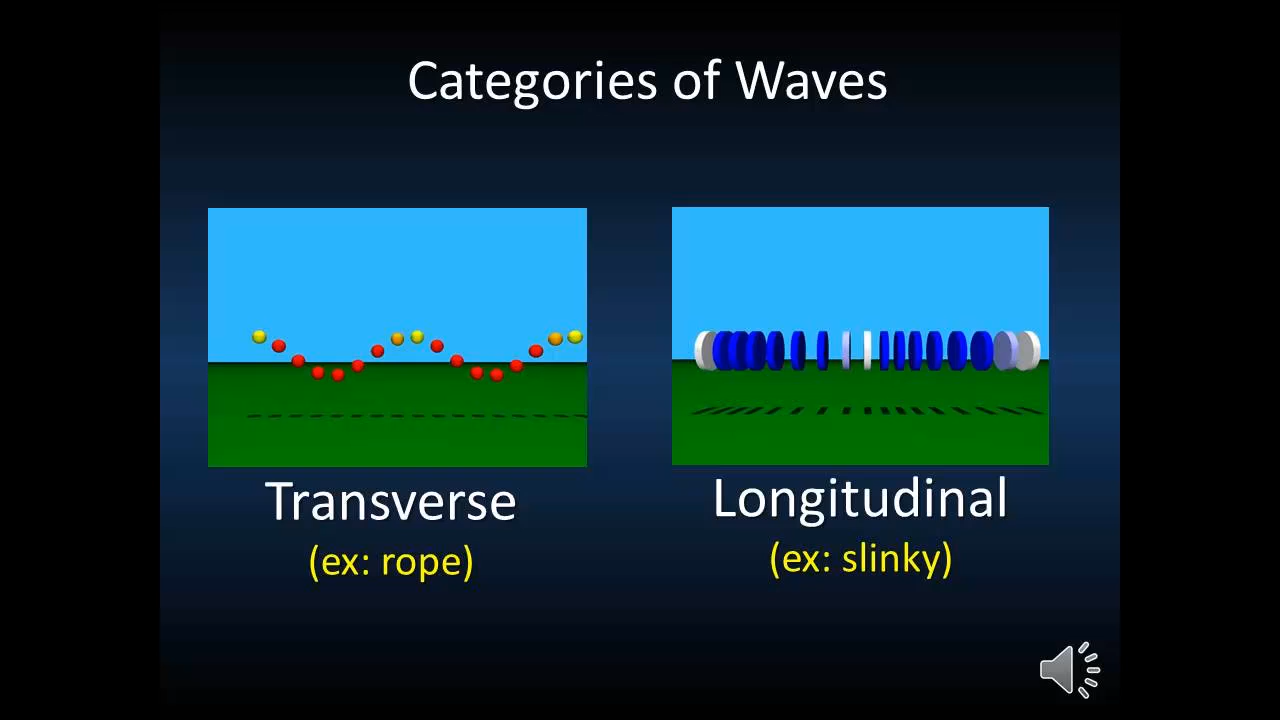 Categories of Waves
Transverse
(ex: rope)
Longitudinal
(ex: slinky)